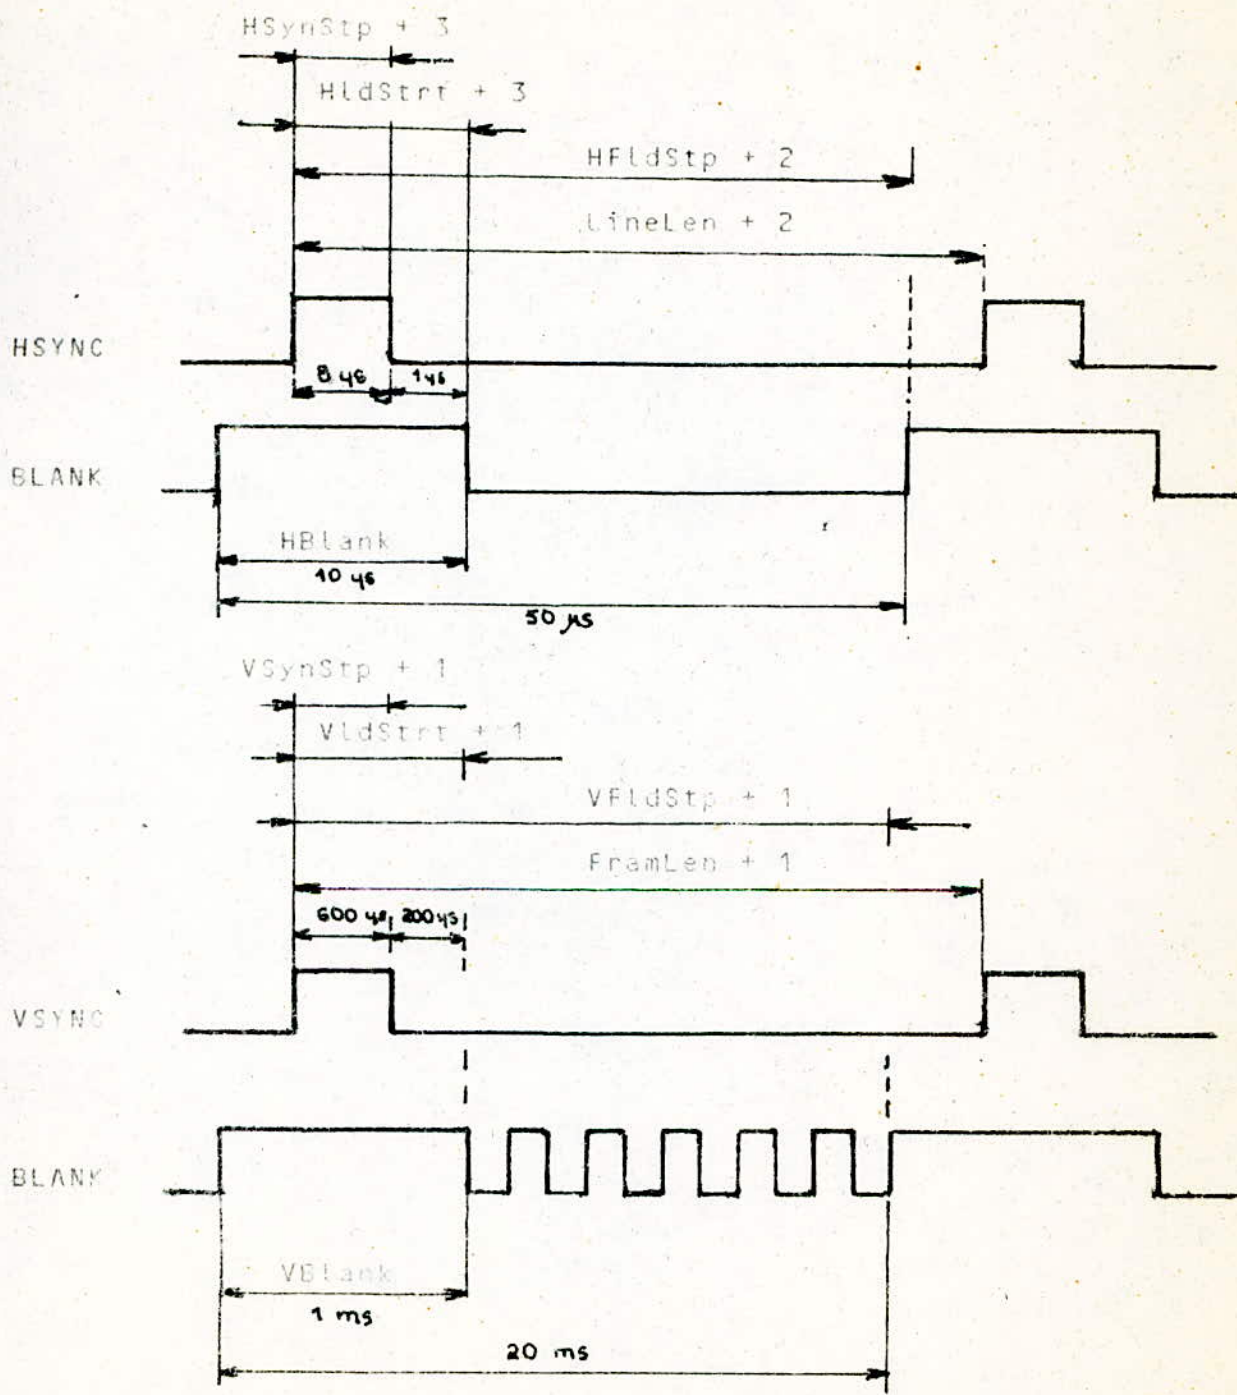 HSynStp + 3
HldStrt + 3
HFldStp + 2
LineLen + 2
HSYNC
8 µs 1 µs
BLANK
HBlank
10 µs
50 µs
VSynStp + 1
VldStrt + 1
VFldStp + 1
FramLen + 1
600 µs 200 µs
VSYNC
BLANK
VBlank
1 ms
20 ms